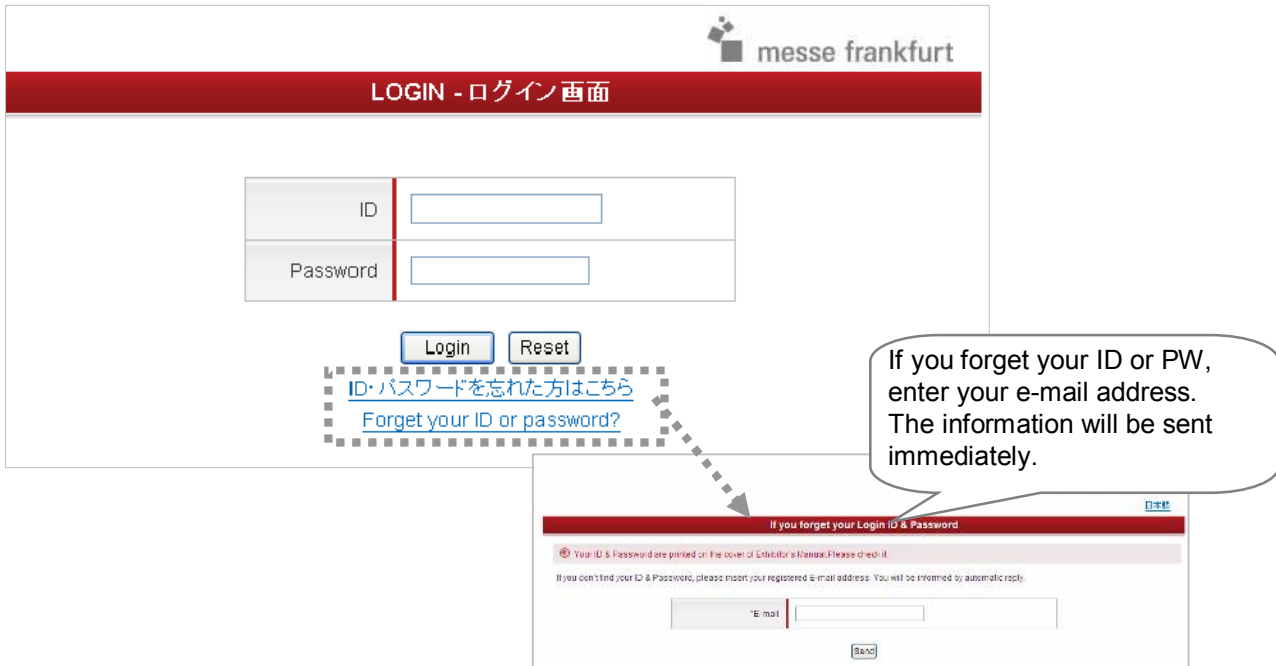 messe frankfurt
LOGIN - ログイン画面
ID
Password
Login Reset
ID・パスワードを忘れた方はこちら
Forget your ID or password?
If you forget your ID or PW,
enter your e-mail address.
The information will be sent
immediately.
日本語
If you forget your Login ID & Password
Your ID & Password are printed on the cover of Exhibitor's Manual.Please check it.
If you don't find your ID & Password, please insert your registered E-mail address. You will be informed by automatic reply.
*E-mail
Send